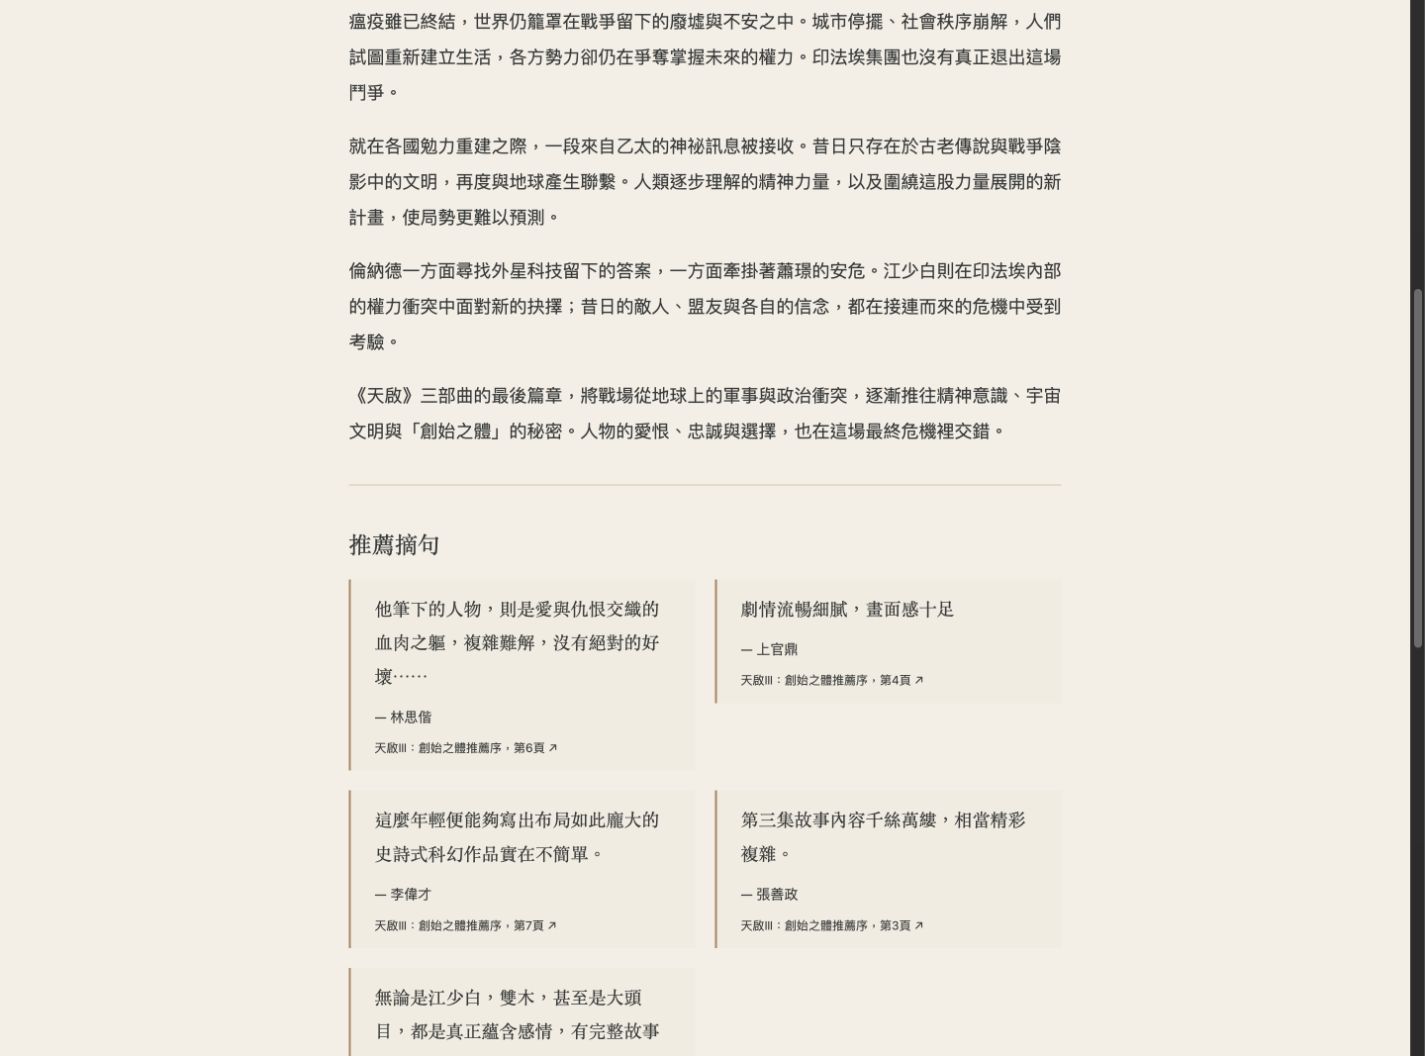 瘟疫雖已終結，世界仍籠罩在戰爭留下的廢墟與不安之中。城市停擺、社會秩序崩解，人們
試圖重新建立生活，各方勢力卻仍在爭奪掌握未來的權力。印法埃集團也沒有真正退出這場
鬥爭。
就在各國勉力重建之際，一段來自乙太的神祕訊息被接收。昔日只存在於古老傳說與戰爭陰
影中的文明，再度與地球產生聯繫。人類逐步理解的精神力量，以及圍繞這股力量展開的新
計畫，使局勢更難以預測。
倫納德一方面尋找外星科技留下的答案，一方面牽掛著蕭璟的安危。江少白則在印法埃內部
的權力衝突中面對新的抉擇；昔日的敵人、盟友與各自的信念，都在接連而來的危機中受到
考驗。
《天啟》三部曲的最後篇章，將戰場從地球上的軍事與政治衝突，逐漸推往精神意識、宇宙
文明與「創始之體」的秘密。人物的愛恨、忠誠與選擇，也在這場最終危機裡交錯。
推薦摘句
他筆下的人物，則是愛與仇恨交織的
血肉之軀，複雜難解，沒有絕對的好
壞⋯⋯
— 林思偕
天啟III：創始之體推薦序，第6頁 ↗
劇情流暢細膩，畫面感十足
— 上官鼎
天啟III：創始之體推薦序，第4頁 ↗
這麼年輕便能夠寫出布局如此龐大的
史詩式科幻作品實在不簡單。
— 李偉才
天啟III：創始之體推薦序，第7頁 ↗
第三集故事內容千絲萬縷，相當精彩
複雜。
— 張善政
天啟III：創始之體推薦序，第3頁 ↗
無論是江少白，雙木，甚至是大頭
目，都是真正蘊含感情，有完整故事